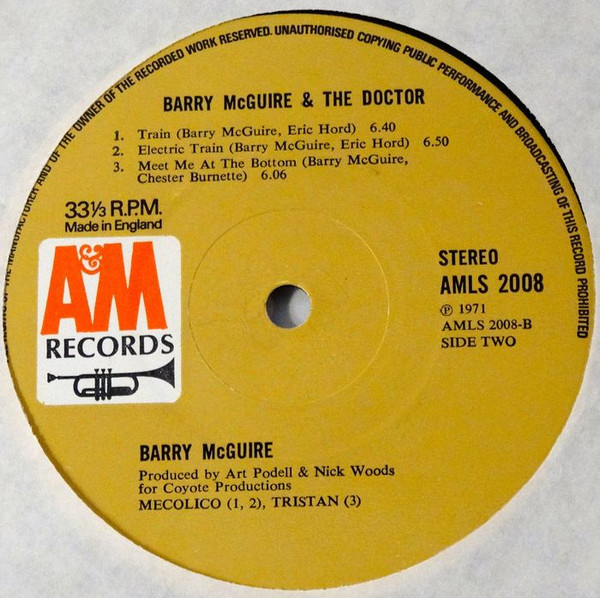 OF THE MANUFACTURER AND OF THE OWNER OF THE RECORDED WORK RESERVED. UNAUTHORISED COPYING PUBLIC PERFORMANCE AND BROADCASTING OF THIS RECORD PROHIBITED
BARRY McGUIRE & THE DOCTOR
1. Train (Barry McGuire, Eric Hord) 6.40
2. Electric Train (Barry McGuire, Eric Hord) 6.50
3. Meet Me At The Bottom (Barry McGuire,
Chester Burnette) 6.06
33⅓ R.P.M.
Made in England
A&M
RECORDS
STEREO
AMLS 2008
℗ 1971
AMLS 2008-B
SIDE TWO
BARRY McGUIRE
Produced by Art Podell & Nick Woods
for Coyote Productions
MECOLICO (1, 2), TRISTAN (3)